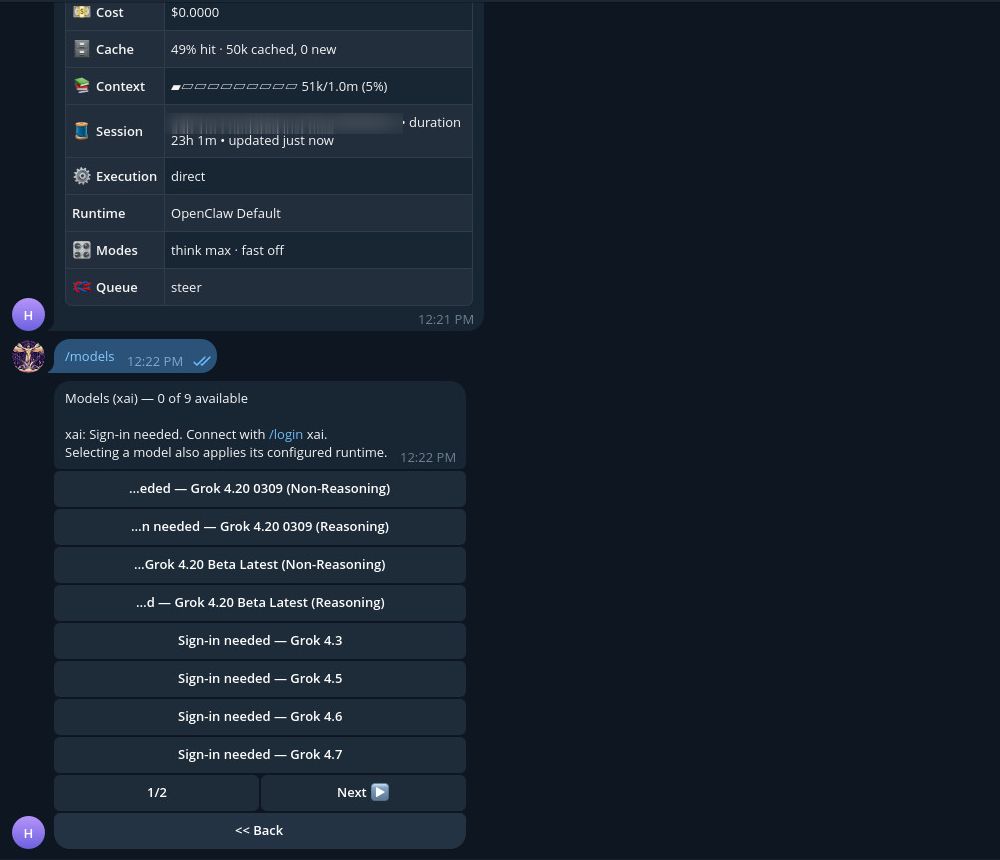 Cost $0.0000
Cache 49% hit · 50k cached, 0 new
Context 51k/1.0m (5%)
Session • duration
23h 1m • updated just now
Execution direct
Runtime OpenClaw Default
Modes think max · fast off
Queue steer
12:21 PM
H
/models 12:22 PM
Models (xai) — 0 of 9 available
xai: Sign-in needed. Connect with /login xai.
Selecting a model also applies its configured runtime. 12:22 PM
...eded — Grok 4.20 0309 (Non-Reasoning)
...n needed — Grok 4.20 0309 (Reasoning)
...Grok 4.20 Beta Latest (Non-Reasoning)
...d — Grok 4.20 Beta Latest (Reasoning)
Sign-in needed — Grok 4.3
Sign-in needed — Grok 4.5
Sign-in needed — Grok 4.6
Sign-in needed — Grok 4.7
1/2 Next
<< Back
H